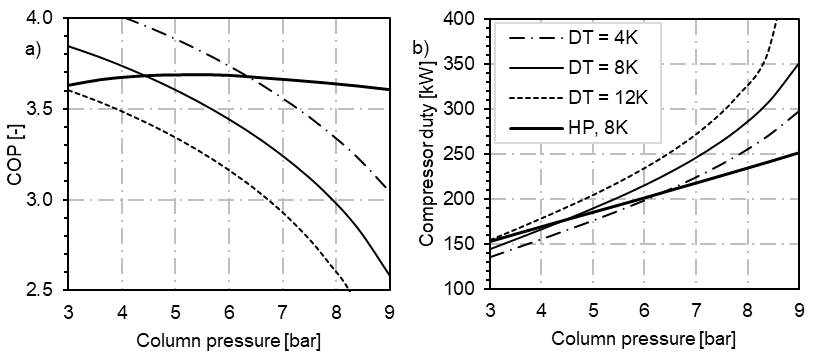 a)
4.0
3.5
3.0
2.5
COP [-]
3 4 5 6 7 8 9
Column pressure [bar]
b)
400
350
300
250
200
150
100
Compressor duty [kW]
DT = 4K
DT = 8K
DT = 12K
HP, 8K
3 4 5 6 7 8 9
Column pressure [bar]